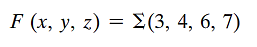 F (x, y, z) = Σ(3, 4, 6, 7)